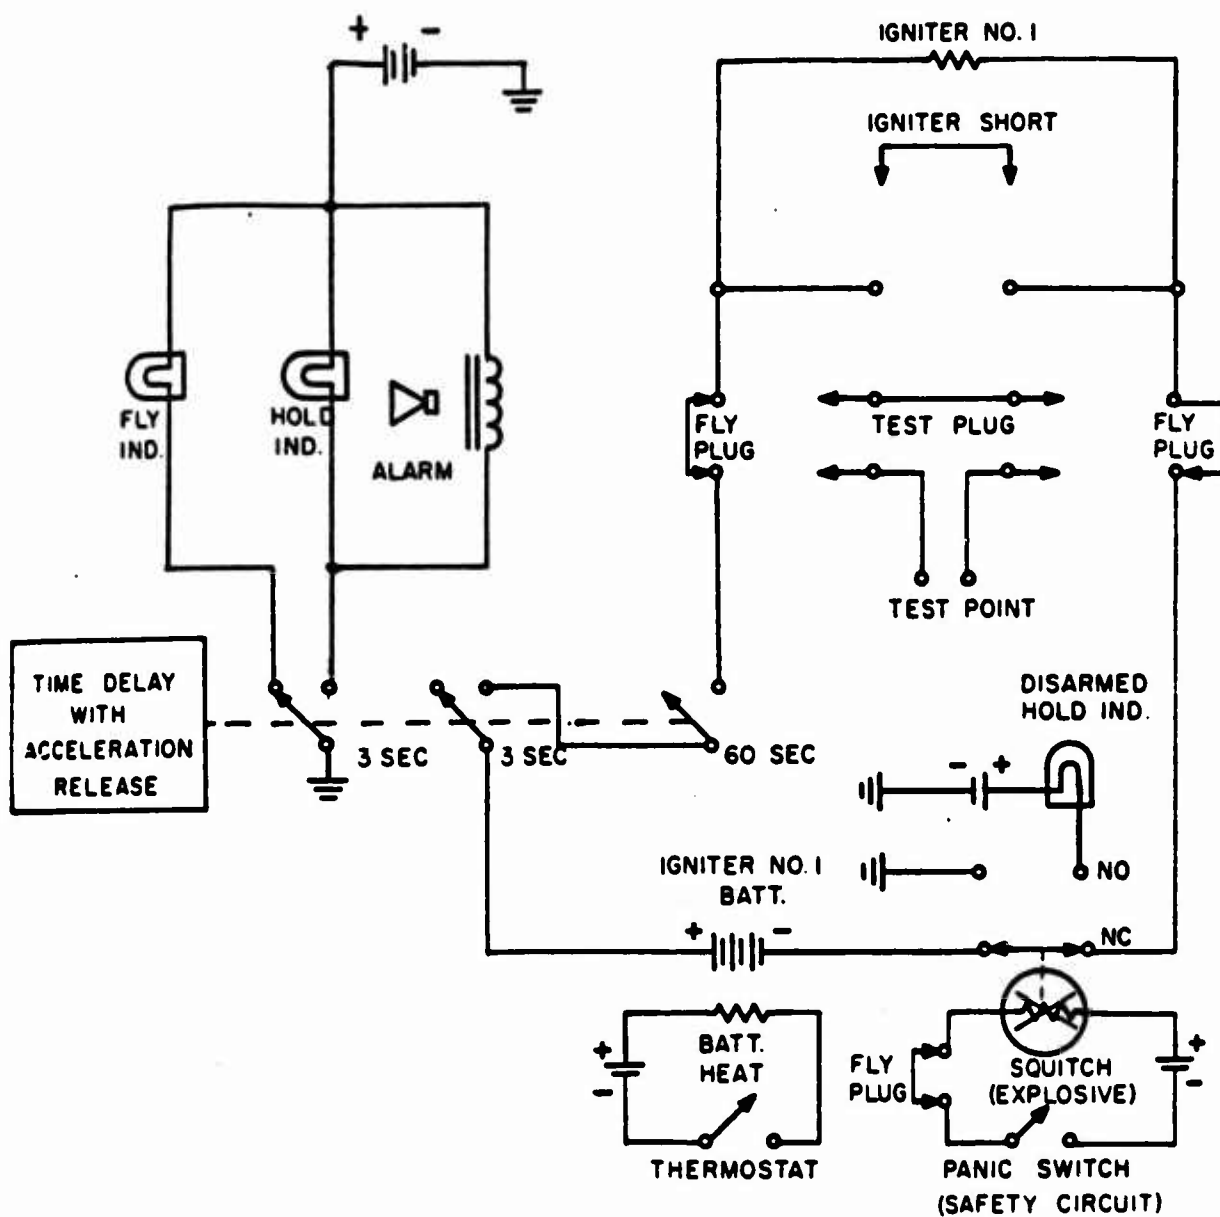 + -
IGNITER NO. 1
IGNITER SHORT
FLY
IND.
HOLD
IND.
ALARM
FLY
PLUG
TEST PLUG
FLY
PLUG
TEST POINT
TIME DELAY
WITH
ACCELERATION
RELEASE
3 SEC
3 SEC
60 SEC
DISARMED
HOLD IND.
- +
NO
IGNITER NO. 1
BATT.
+ -
NC
+
-
BATT.
HEAT
THERMOSTAT
FLY
PLUG
SQUITCH
(EXPLOSIVE)
+
-
PANIC SWITCH
(SAFETY CIRCUIT)